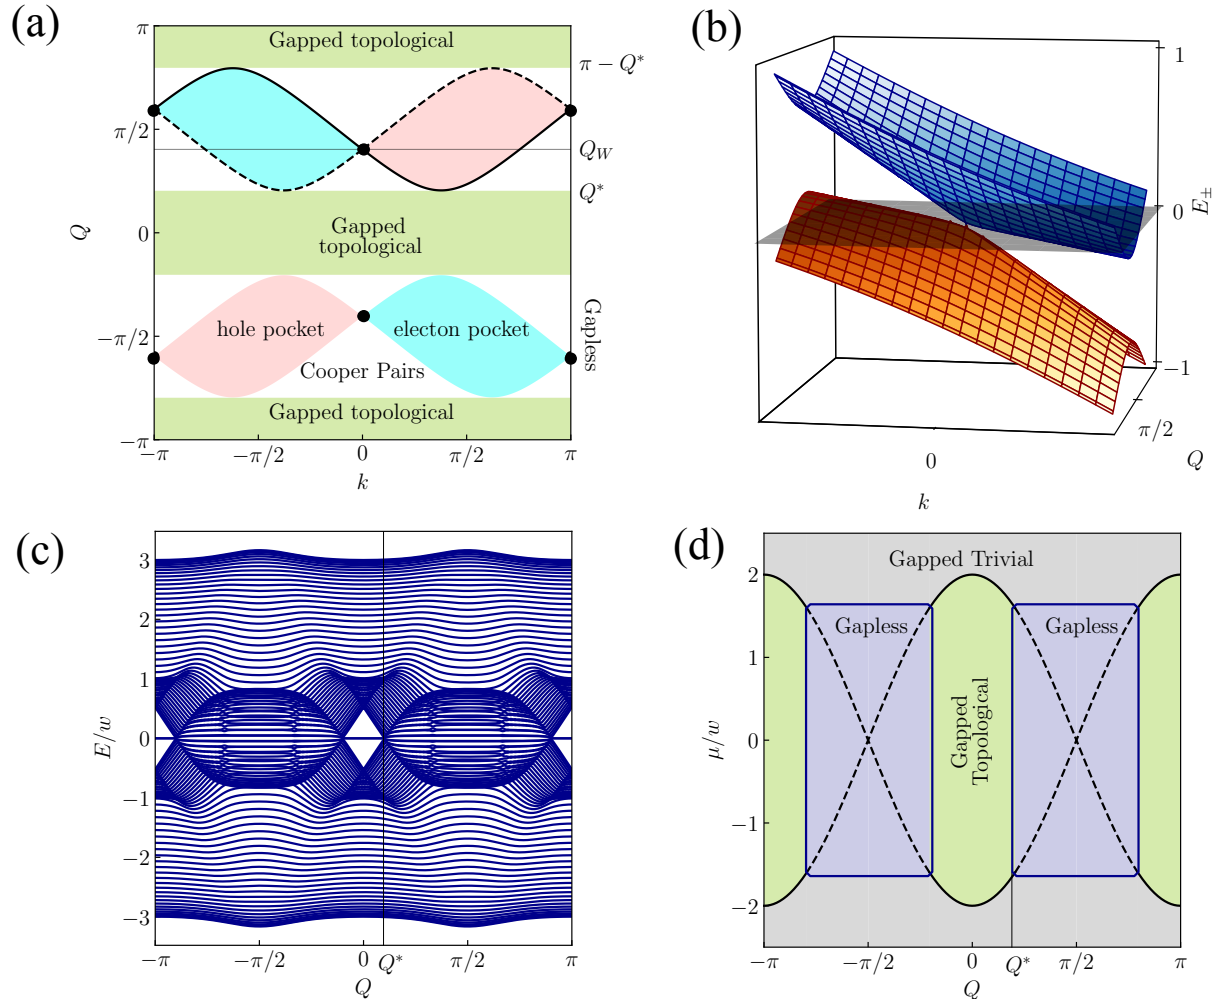 (a)
π
Gapped topological
π − Q*
π/2
Q_W
Q*
Q
0
Gapped
topological
hole pocket
electon pocket
Gapless
−π/2
Cooper Pairs
Gapped topological
−π
−π
−π/2
0
π/2
π
k
(b)
1
0
E±
−1
π/2
Q
0
k
(c)
3
2
1
E/w
0
−1
−2
−3
−π
−π/2
0
Q*
π/2
π
Q
(d)
Gapped Trivial
2
Gapless
Gapless
1
μ/w
0
Gapped
Topological
−1
−2
−π
−π/2
0
Q*
π/2
π
Q